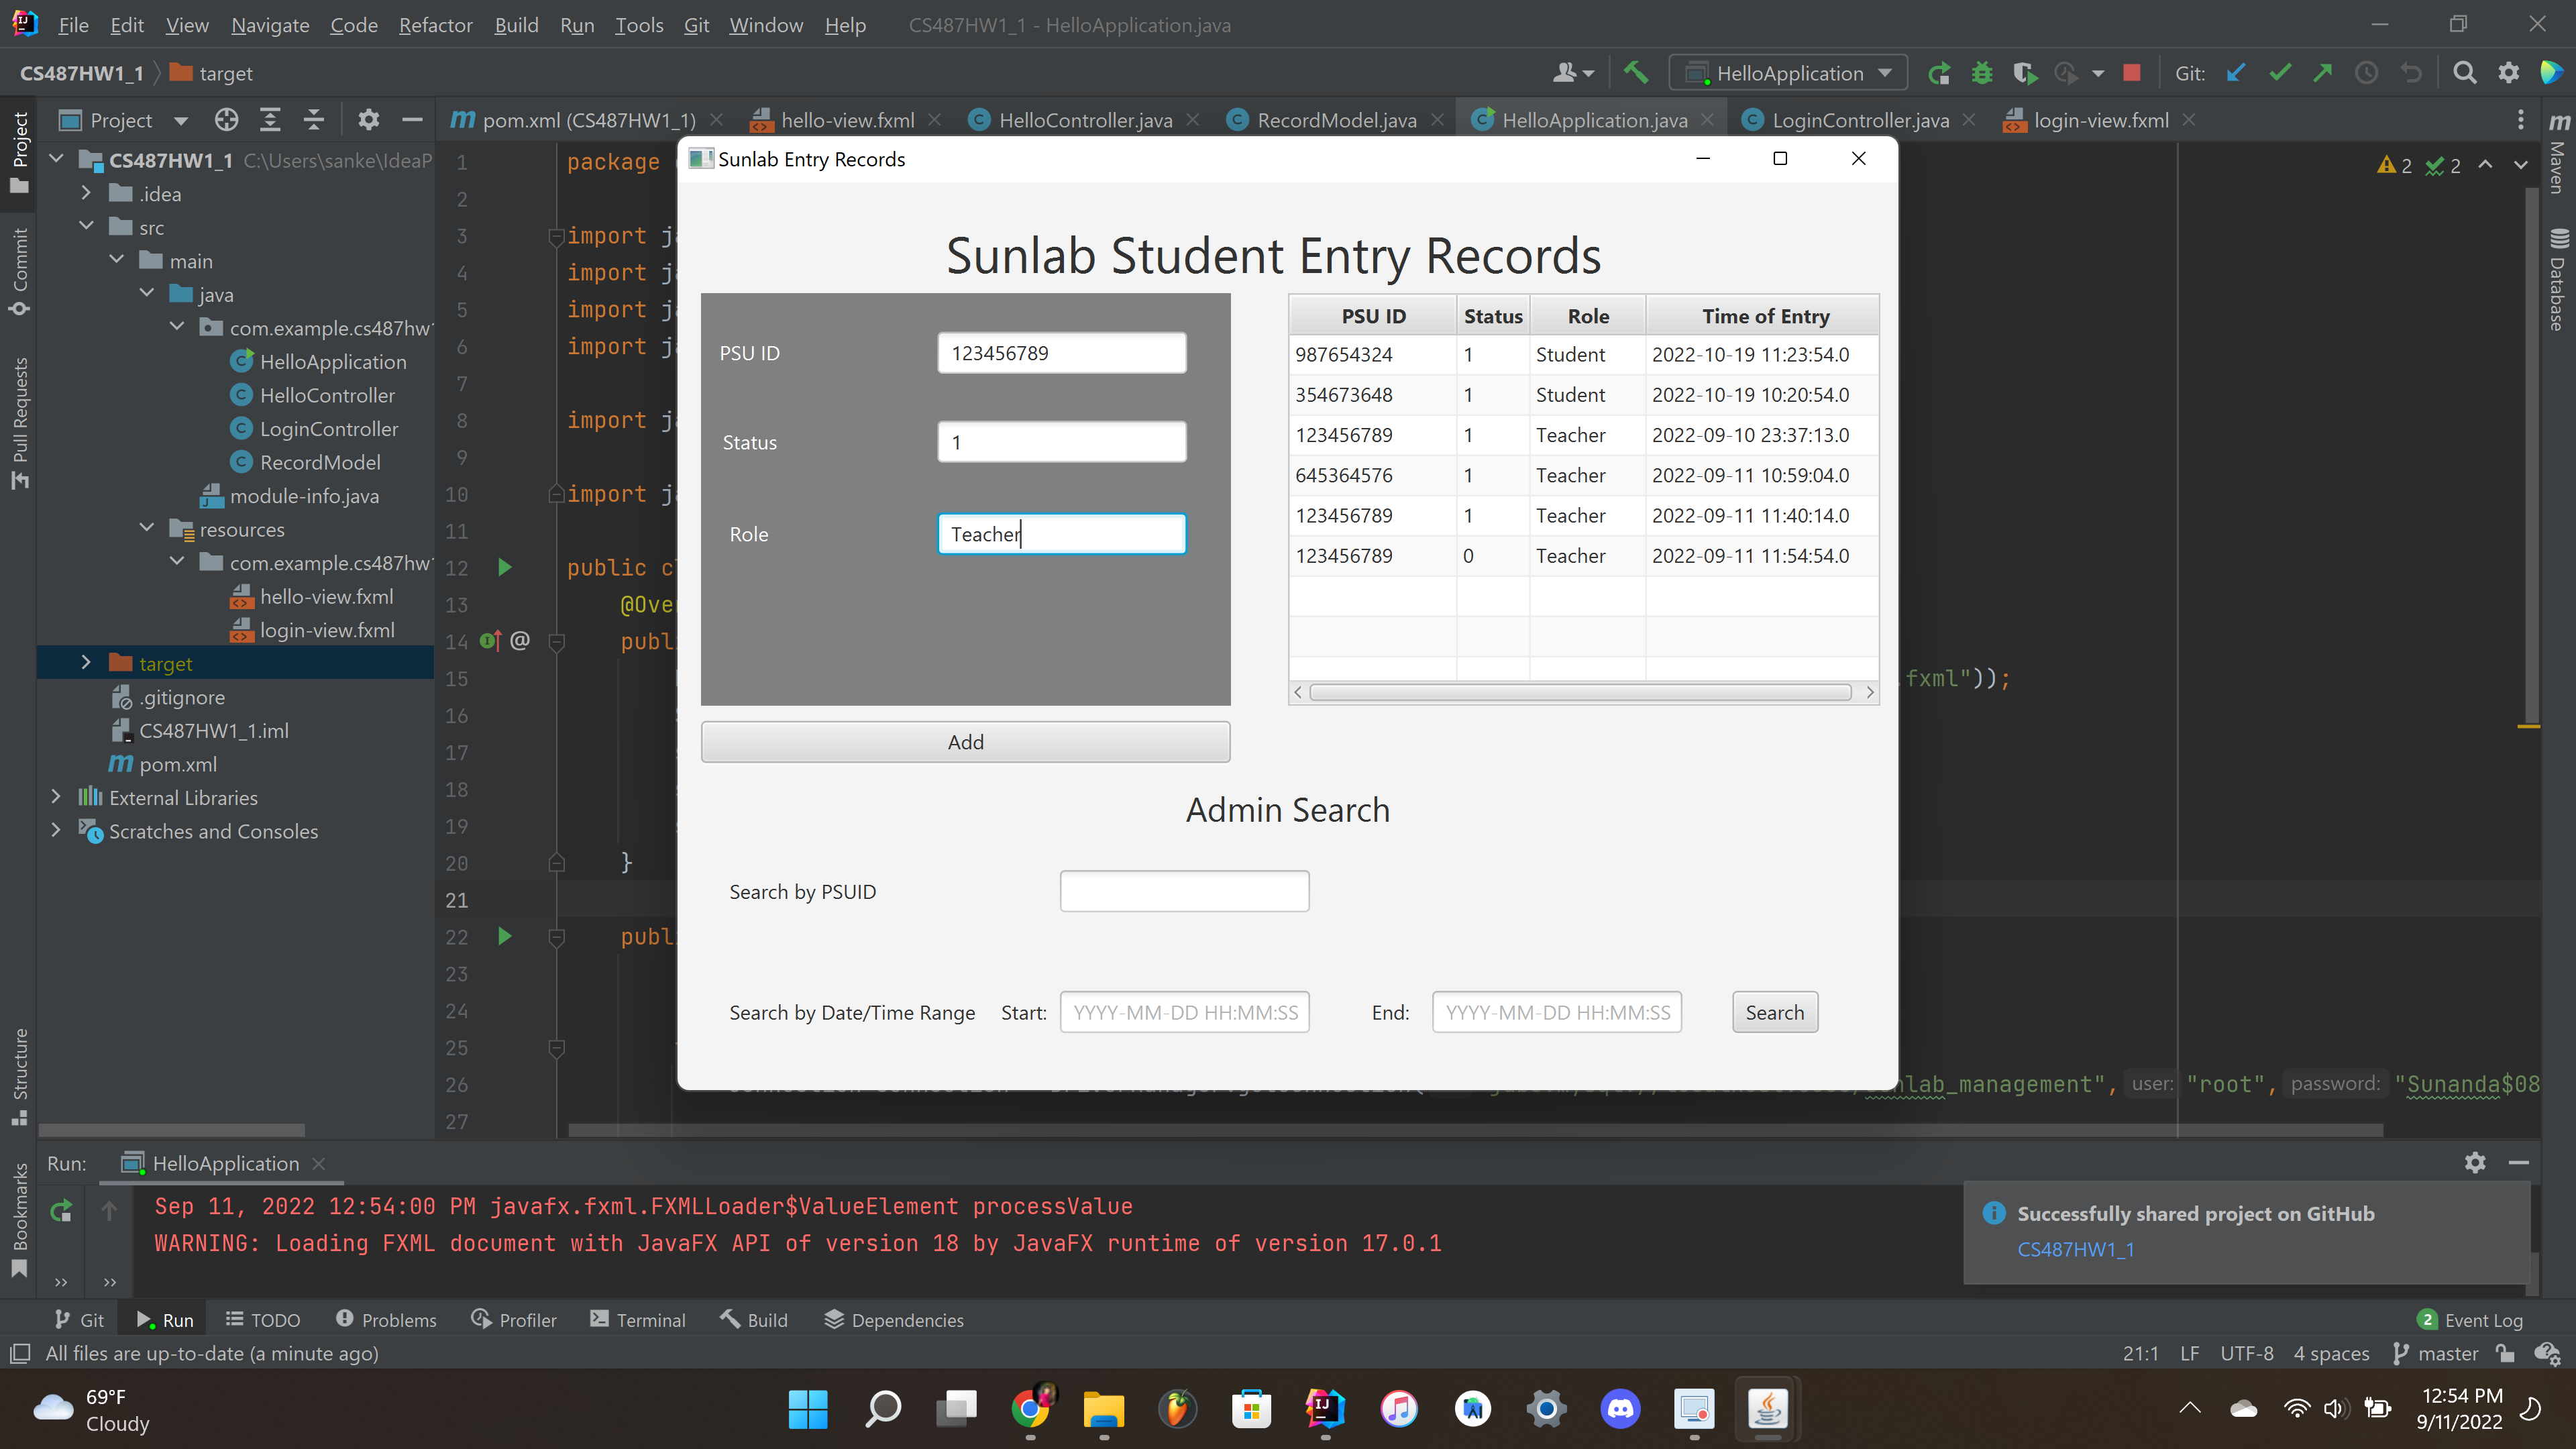 File Edit View Navigate Code Refactor Build Run Tools Git Window Help CS487HW1_1 - HelloApplication.java
CS487HW1_1 target HelloApplication Git:
Project
pom.xml (CS487HW1_1) hello-view.fxml HelloController.java RecordModel.java HelloApplication.java LoginController.java login-view.fxml
CS487HW1_1 C:\Users\sanke\IdeaP
.idea
src
main
java
com.example.cs487hw1
HelloApplication
HelloController
LoginController
RecordModel
module-info.java
resources
com.example.cs487hw1
hello-view.fxml
login-view.fxml
target
.gitignore
CS487HW1_1.iml
pom.xml
External Libraries
Scratches and Consoles
Project
Commit
Pull Requests
Structure
Bookmarks
Maven
Database
2 2
1 package
2
3 import
4 import
5 import
6 import
7
8 import
9
10 import
11
12 public
13 @Over
14 publ
15 .fxml"));
16
17
18
19
20 }
21
22 publ
23
24
25
26 _management", user: "root", password: "Sunanda$08
27
Sunlab Entry Records
Sunlab Student Entry Records
PSU ID 123456789
Status 1
Role Teacher
Add
PSU ID Status Role Time of Entry
987654324 1 Student 2022-10-19 11:23:54.0
354673648 1 Student 2022-10-19 10:20:54.0
123456789 1 Teacher 2022-09-10 23:37:13.0
645364576 1 Teacher 2022-09-11 10:59:04.0
123456789 1 Teacher 2022-09-11 11:40:14.0
123456789 0 Teacher 2022-09-11 11:54:54.0
Admin Search
Search by PSUID
Search by Date/Time Range Start: YYYY-MM-DD HH:MM:SS End: YYYY-MM-DD HH:MM:SS Search
Run: HelloApplication
Sep 11, 2022 12:54:00 PM javafx.fxml.FXMLLoader$ValueElement processValue
WARNING: Loading FXML document with JavaFX API of version 18 by JavaFX runtime of version 17.0.1
Successfully shared project on GitHub
CS487HW1_1
Git Run TODO Problems Profiler Terminal Build Dependencies 2 Event Log
All files are up-to-date (a minute ago) 21:1 LF UTF-8 4 spaces master
69°F
Cloudy
12:54 PM
9/11/2022